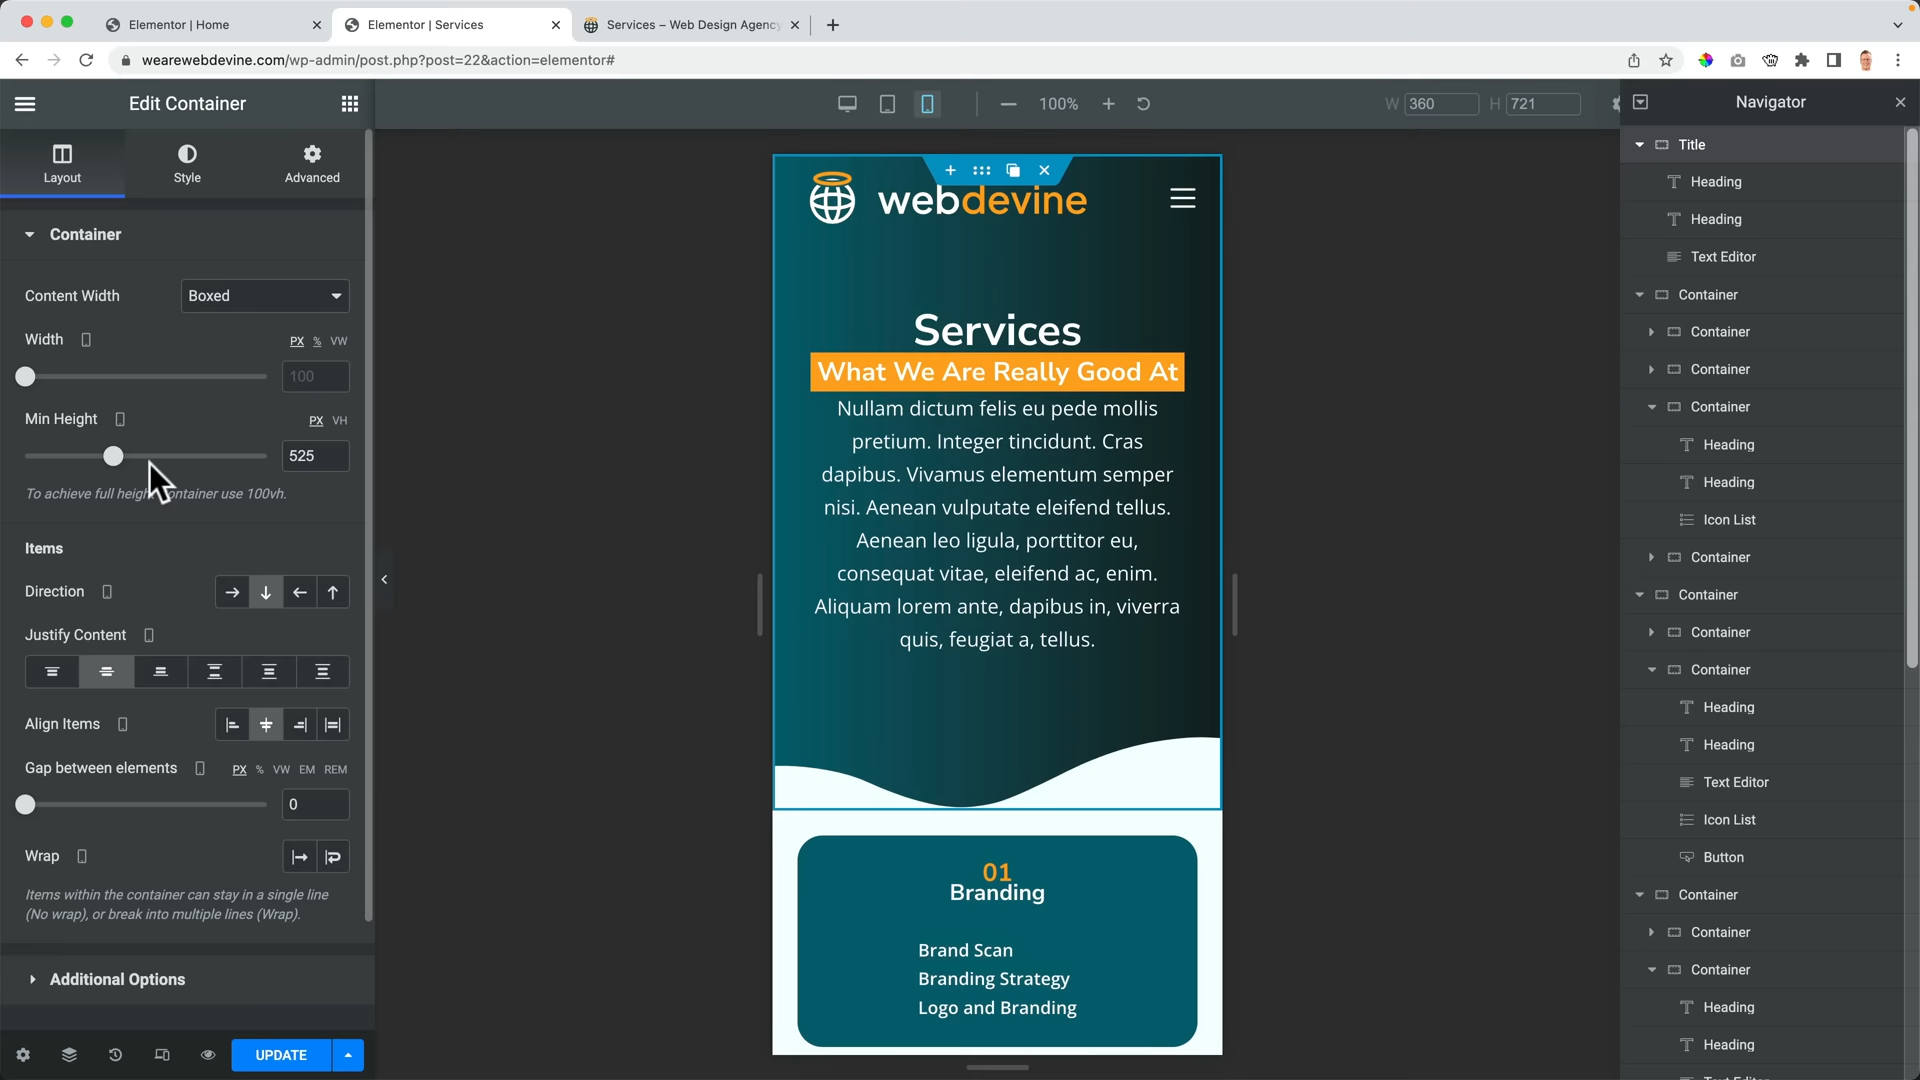 Elementor | Home
Elementor | Services
Services – Web Design Agency
wearewebdevine.com/wp-admin/post.php?post=22&action=elementor#
Edit Container
100%
W 360
H 721
Navigator
Layout
Style
Advanced
Container
Content Width
Boxed
Width
PX % VW
100
Min Height
PX VH
525
To achieve full height container use 100vh.
Items
Direction
Justify Content
Align Items
Gap between elements
PX % VW EM REM
0
Wrap
Items within the container can stay in a single line
(No wrap), or break into multiple lines (Wrap).
Additional Options
UPDATE
webdevine
Services
What We Are Really Good At
Nullam dictum felis eu pede mollis
pretium. Integer tincidunt. Cras
dapibus. Vivamus elementum semper
nisi. Aenean vulputate eleifend tellus.
Aenean leo ligula, porttitor eu,
consequat vitae, eleifend ac, enim.
Aliquam lorem ante, dapibus in, viverra
quis, feugiat a, tellus.
01
Branding
Brand Scan
Branding Strategy
Logo and Branding
Title
Heading
Heading
Text Editor
Container
Container
Container
Container
Heading
Heading
Icon List
Container
Container
Container
Container
Heading
Heading
Text Editor
Icon List
Button
Container
Container
Container
Heading
Heading
Text Editor